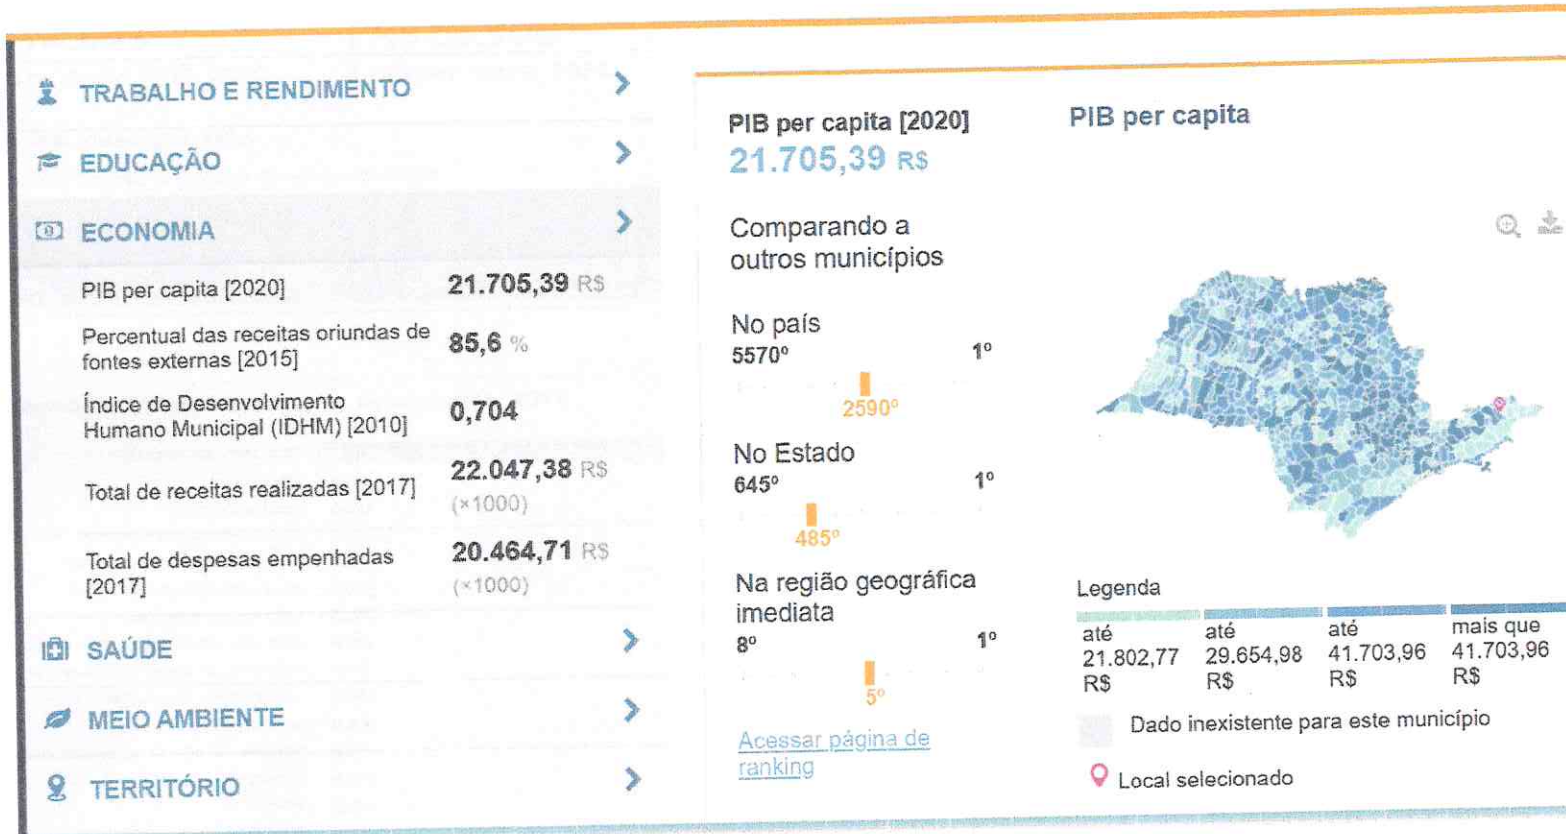 TRABALHO E RENDIMENTO
EDUCAÇÃO
ECONOMIA
PIB per capita [2020] 21.705,39 R$
Percentual das receitas oriundas de
fontes externas [2015]
85,6 %
Índice de Desenvolvimento
Humano Municipal (IDHM) [2010]
0,704
Total de receitas realizadas [2017]
22.047,38 R$
(×1000)
Total de despesas empenhadas
[2017]
20.464,71 R$
(×1000)
SAÚDE
MEIO AMBIENTE
TERRITÓRIO
PIB per capita [2020]
21.705,39 R$
Comparando a
outros municípios
No país
5570º 1º
2590º
No Estado
645º 1º
485º
Na região geográfica
imediata
8º 1º
5º
Acessar página de
ranking
PIB per capita
Legenda
até
21.802,77
R$
até
29.654,98
R$
até
41.703,96
R$
mais que
41.703,96
R$
Dado inexistente para este município
Local selecionado